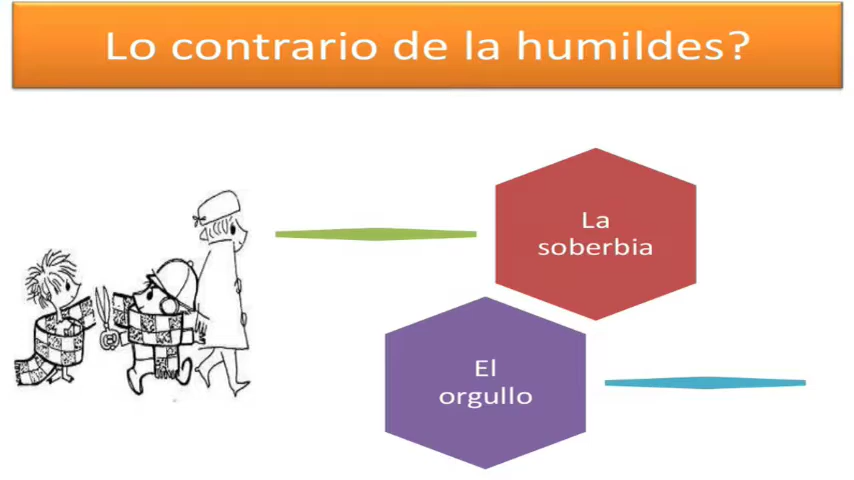 Lo contrario de la humildes?
La
soberbia
El
orgullo